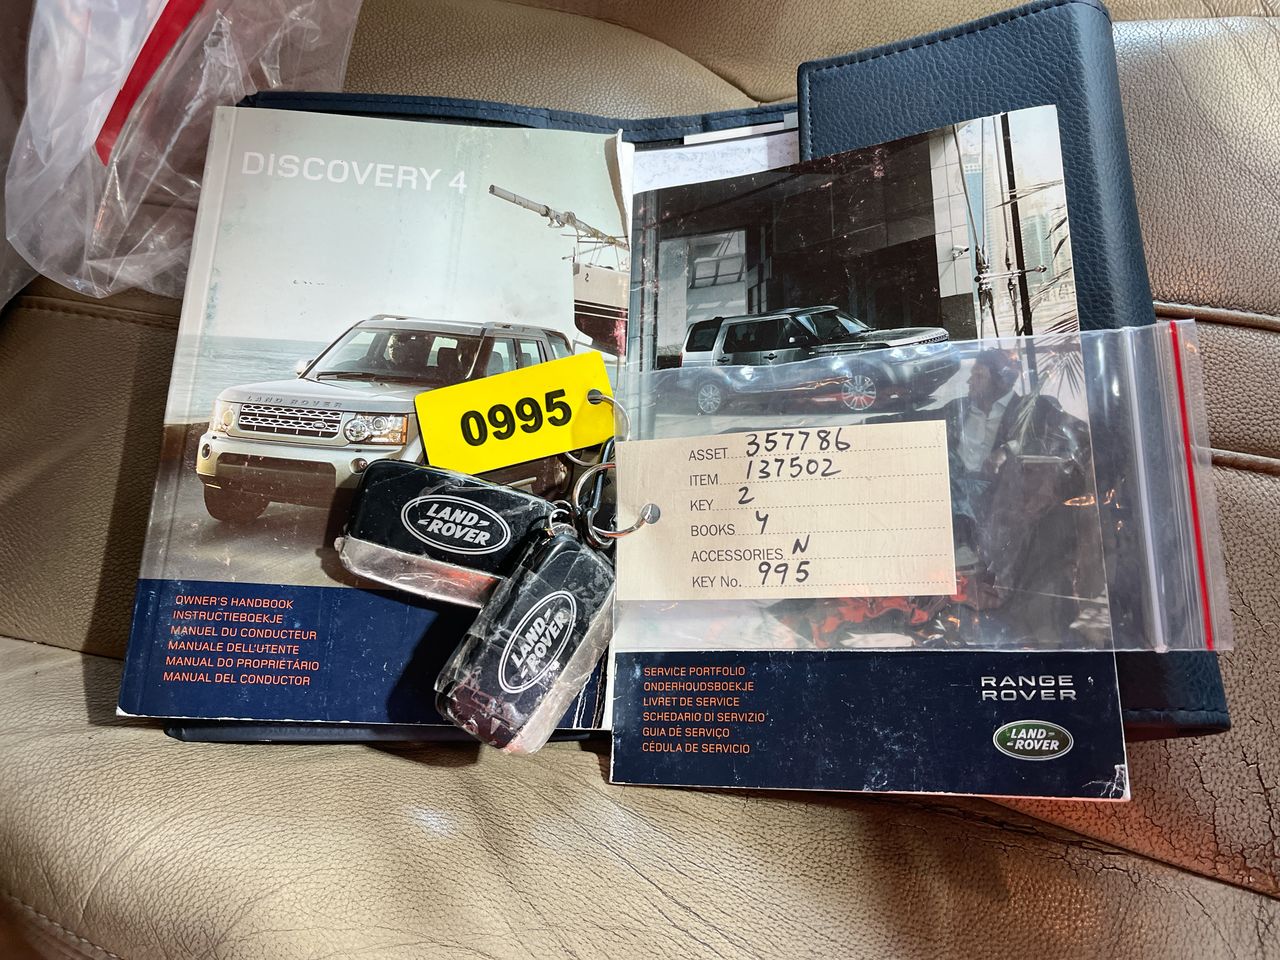 DISCOVERY 4
LAND ROVER
0995
LAND-
-ROVER
LAND-
-ROVER
OWNER'S HANDBOOK
INSTRUCTIEBOEKJE
MANUEL DU CONDUCTEUR
MANUALE DELL'UTENTE
MANUAL DO PROPRIETÁRIO
MANUAL DEL CONDUCTOR
ASSET 357786
ITEM 137502
KEY 2
BOOKS 4
ACCESSORIES N
KEY No. 995
SERVICE PORTFOLIO
ONDERHOUDSBOEKJE
LIVRET DE SERVICE
SCHEDARIO DI SERVIZIO
GUIA DE SERVIÇO
CÉDULA DE SERVICIO
RANGE
ROVER
LAND-
-ROVER